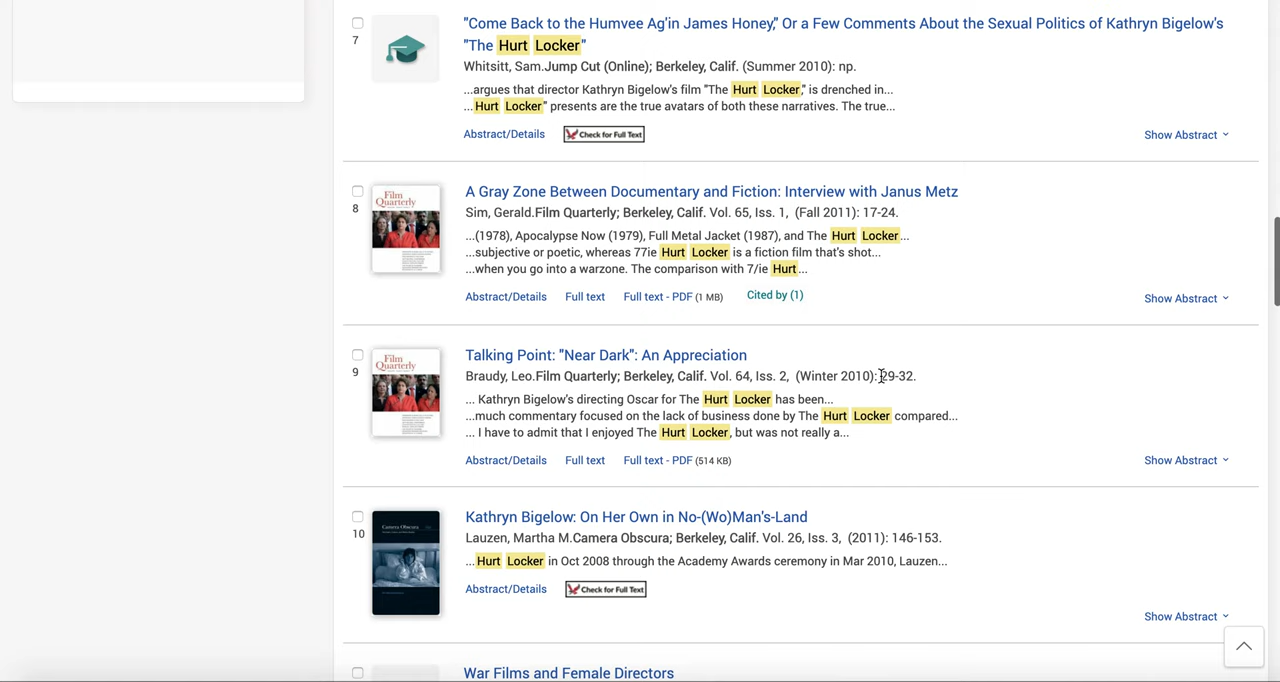 7
"Come Back to the Humvee Ag'in James Honey," Or a Few Comments About the Sexual Politics of Kathryn Bigelow's
"The Hurt Locker"
Whitsitt, Sam.Jump Cut (Online); Berkeley, Calif. (Summer 2010): np.
...argues that director Kathryn Bigelow's film "The Hurt Locker," is drenched in...
...Hurt Locker" presents are the true avatars of both these narratives. The true...
Abstract/Details Check for Full Text Show Abstract
8
Film Quarterly
A Gray Zone Between Documentary and Fiction: Interview with Janus Metz
Sim, Gerald.Film Quarterly; Berkeley, Calif. Vol. 65, Iss. 1, (Fall 2011): 17-24.
...(1978), Apocalypse Now (1979), Full Metal Jacket (1987), and The Hurt Locker...
...subjective or poetic, whereas 77ie Hurt Locker is a fiction film that's shot...
...when you go into a warzone. The comparison with 7/ie Hurt...
Abstract/Details Full text Full text - PDF (1 MB) Cited by (1) Show Abstract
9
Film Quarterly
Talking Point: "Near Dark": An Appreciation
Braudy, Leo.Film Quarterly; Berkeley, Calif. Vol. 64, Iss. 2, (Winter 2010): 29-32.
... Kathryn Bigelow's directing Oscar for The Hurt Locker has been...
...much commentary focused on the lack of business done by The Hurt Locker compared...
... I have to admit that I enjoyed The Hurt Locker, but was not really a...
Abstract/Details Full text Full text - PDF (514 KB) Show Abstract
10
Camera Obscura
Kathryn Bigelow: On Her Own in No-(Wo)Man's-Land
Lauzen, Martha M.Camera Obscura; Berkeley, Calif. Vol. 26, Iss. 3, (2011): 146-153.
...Hurt Locker in Oct 2008 through the Academy Awards ceremony in Mar 2010, Lauzen...
Abstract/Details Check for Full Text
Show Abstract
War Films and Female Directors